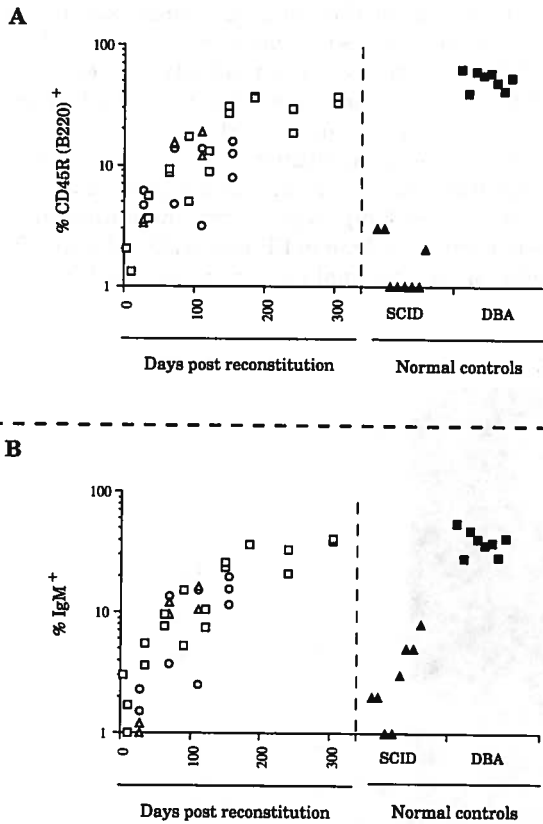 A
% CD45R (B220) +
100
10
1
0
100
200
300
SCID
DBA
Days post reconstitution
Normal controls
B
% IgM +
100
10
1
0
100
200
300
SCID
DBA
Days post reconstitution
Normal controls